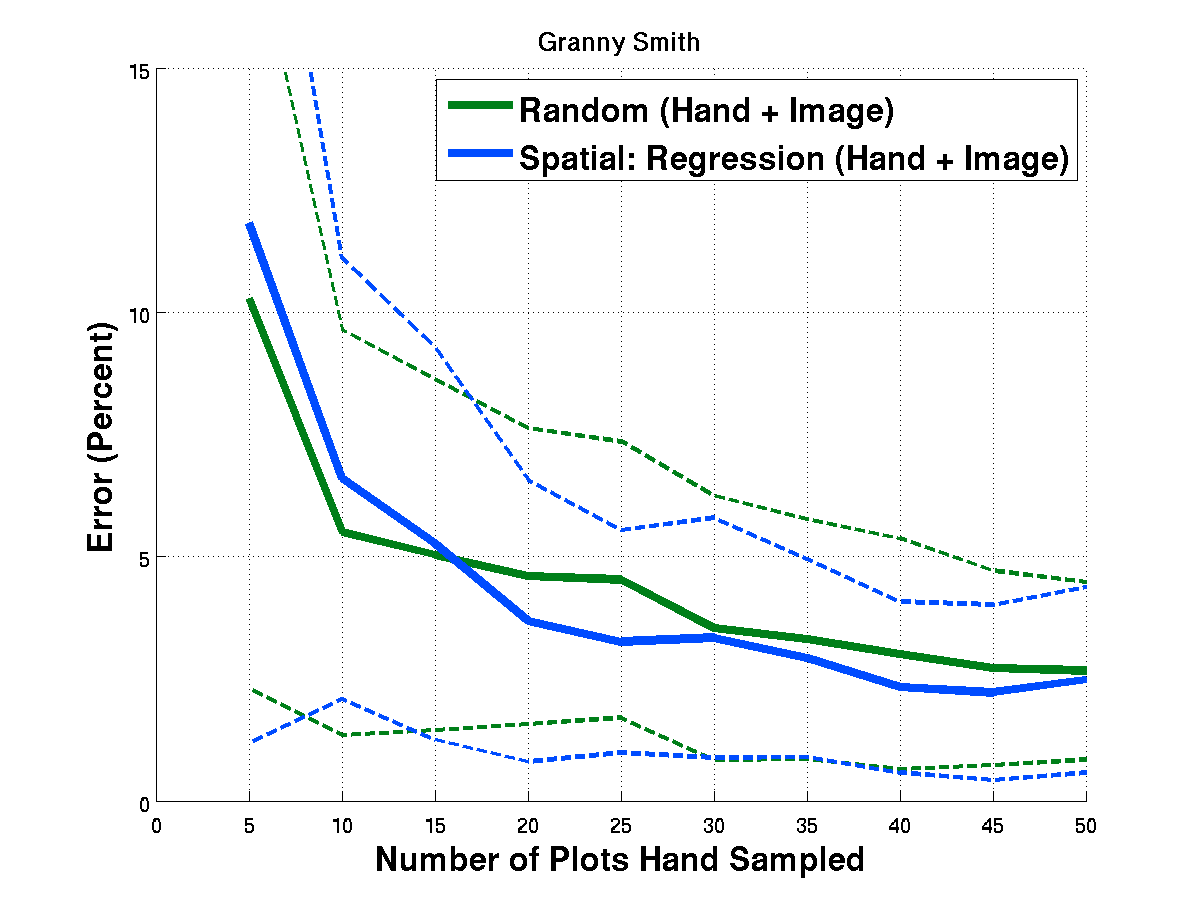 Granny Smith
15
10
5
0
Error (Percent)
Random (Hand + Image)
Spatial: Regression (Hand + Image)
0 5 10 15 20 25 30 35 40 45 50
Number of Plots Hand Sampled